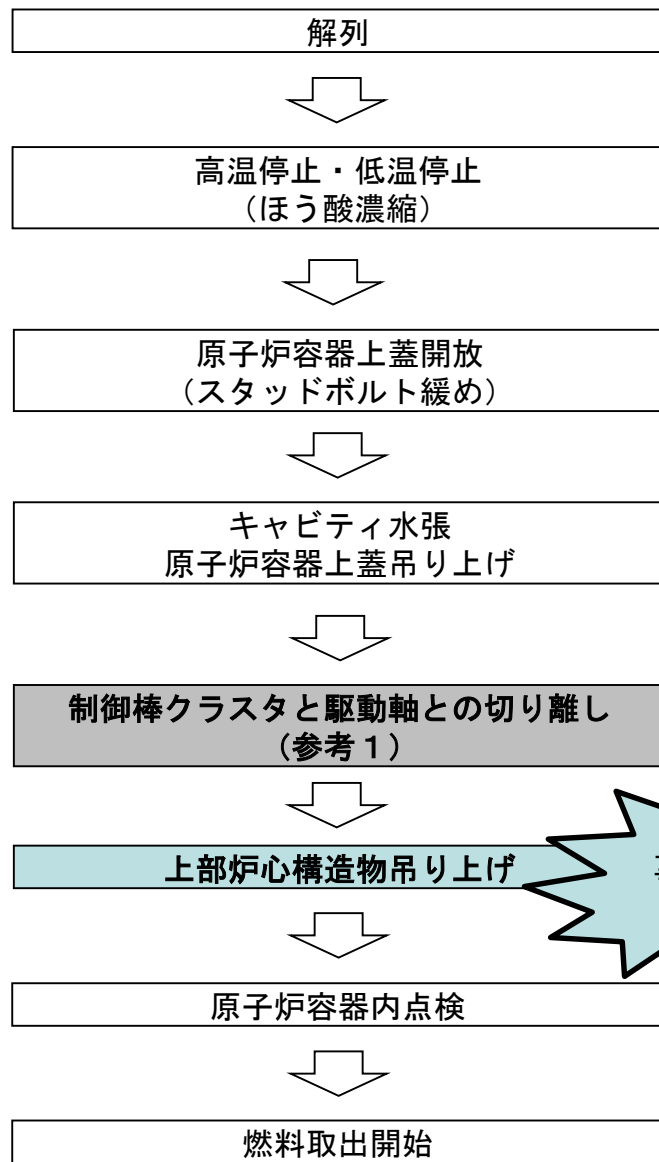 解列
高温停止・低温停止
（ほう酸濃縮）
原子炉容器上蓋開放
（スタッドボルト緩め）
キャビティ水張
原子炉容器上蓋吊り上げ
制御棒クラスタと駆動軸との切り離し
（参考１）
上部炉心構造物吊り上げ
原子炉容器内点検
燃料取出開始